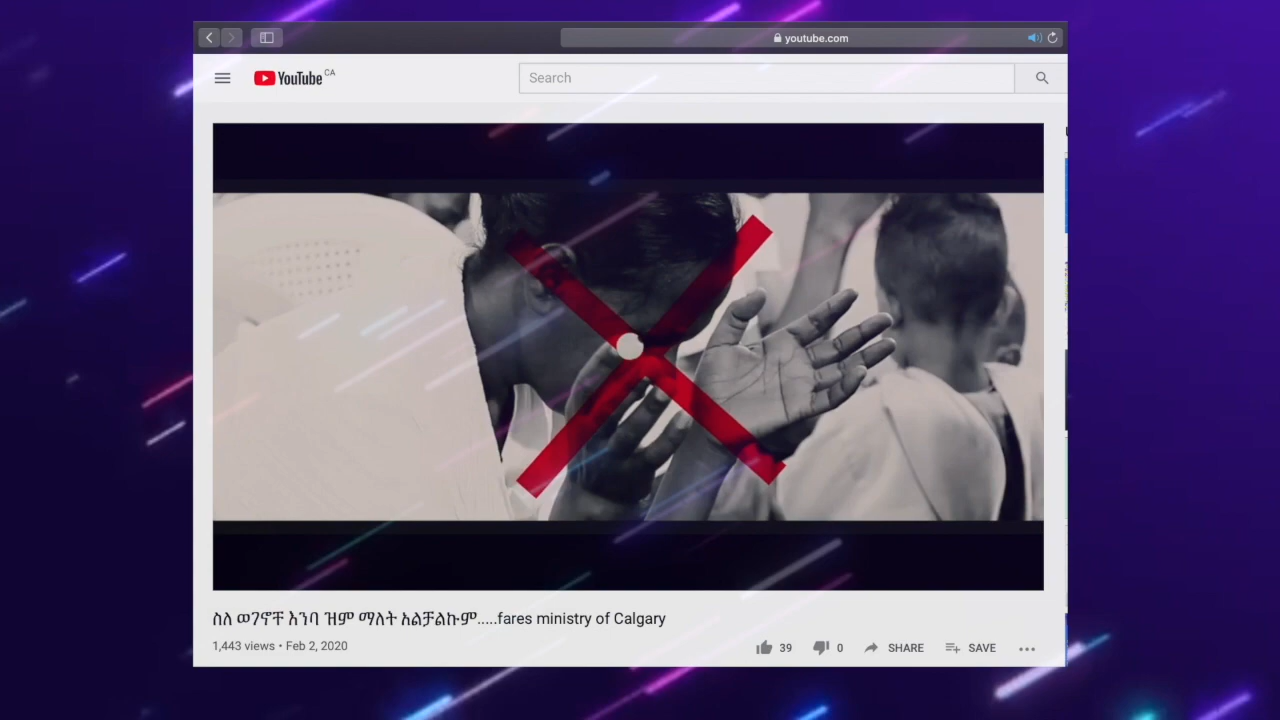 youtube.com
YouTube CA
Search
ስለ ወገኖቸ እንባ ዝም ማለት አልቻልኩም.....fares ministry of Calgary
1,443 views • Feb 2, 2020
39 0 SHARE SAVE